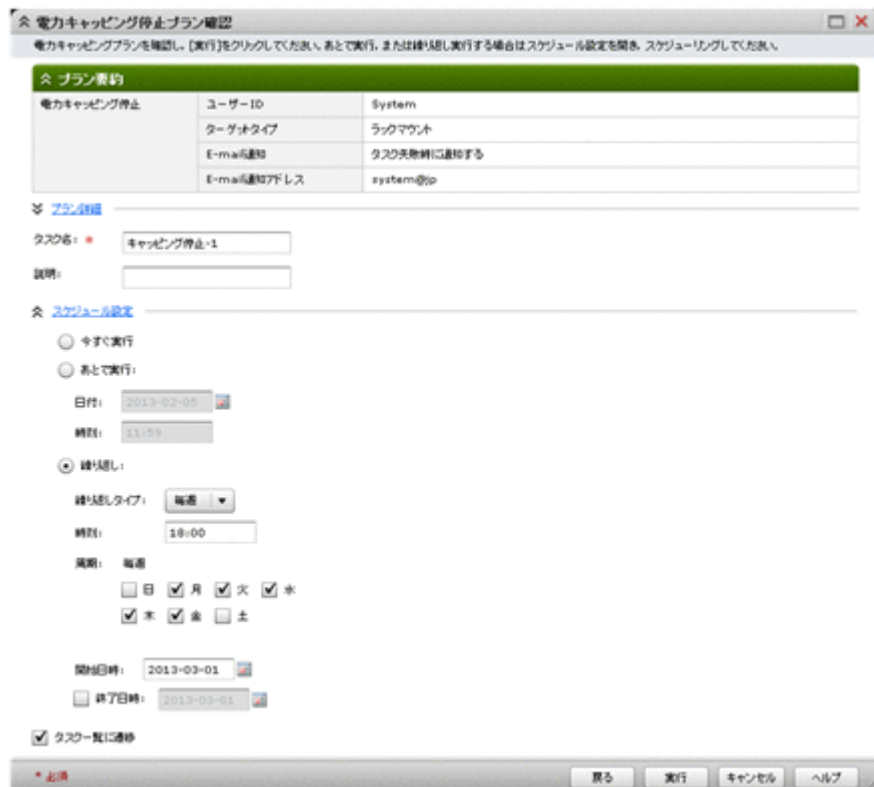 電力キャッピング停止プラン確認
電力キャッピングプランを確認し、[実行]をクリックしてください。あとで実行、または繰り返し実行する場合はスケジュール設定を開き、スケジューリングしてください。
プラン要約
電力キャッピング停止 ユーザーID System
ターゲットタイプ ラックマウント
E-mail通知 タスク失敗時に通知する
E-mail通知アドレス system@jp
プラン詳細
タスク名: * キャッピング停止-1
説明:
スケジュール設定
今すぐ実行
あとで実行:
日付: 2013-02-05
時刻: 11:59
繰り返し:
繰り返しタイプ: 毎週
時刻: 18:00
周期: 毎週
日 月 火 水
木 金 土
開始日時: 2013-03-01
終了日時: 2013-03-01
タスク一覧に遷移
* 必須 戻る 実行 キャンセル ヘルプ